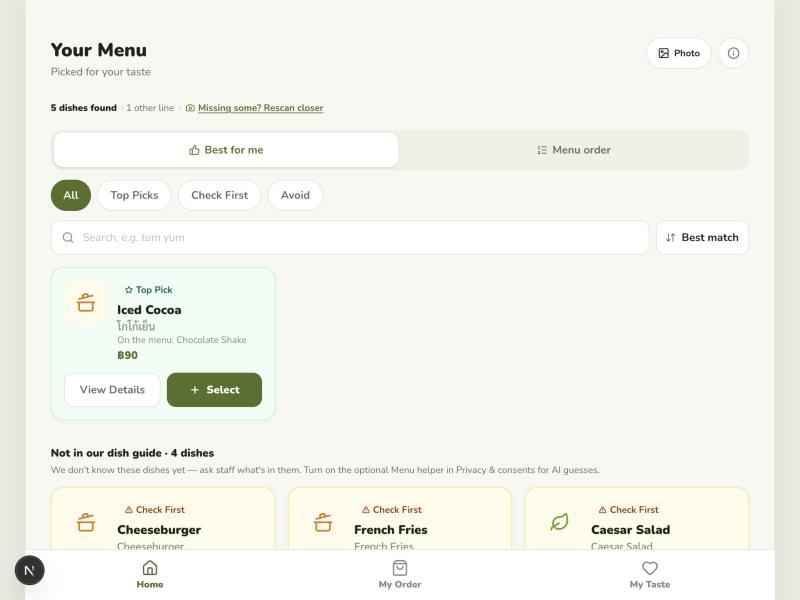 Your Menu
Picked for your taste
Photo
5 dishes found · 1 other line · Missing some? Rescan closer
Best for me
Menu order
All
Top Picks
Check First
Avoid
Search, e.g. tom yum
Best match
Top Pick
Iced Cocoa
โกโก้เย็น
On the menu: Chocolate Shake
฿90
View Details
+ Select
Not in our dish guide · 4 dishes
We don't know these dishes yet — ask staff what's in them. Turn on the optional Menu helper in Privacy & consents for AI guesses.
Check First
Cheeseburger
Cheeseburger
Check First
French Fries
French Fries
Check First
Caesar Salad
Caesar Salad
N
Home
My Order
My Taste